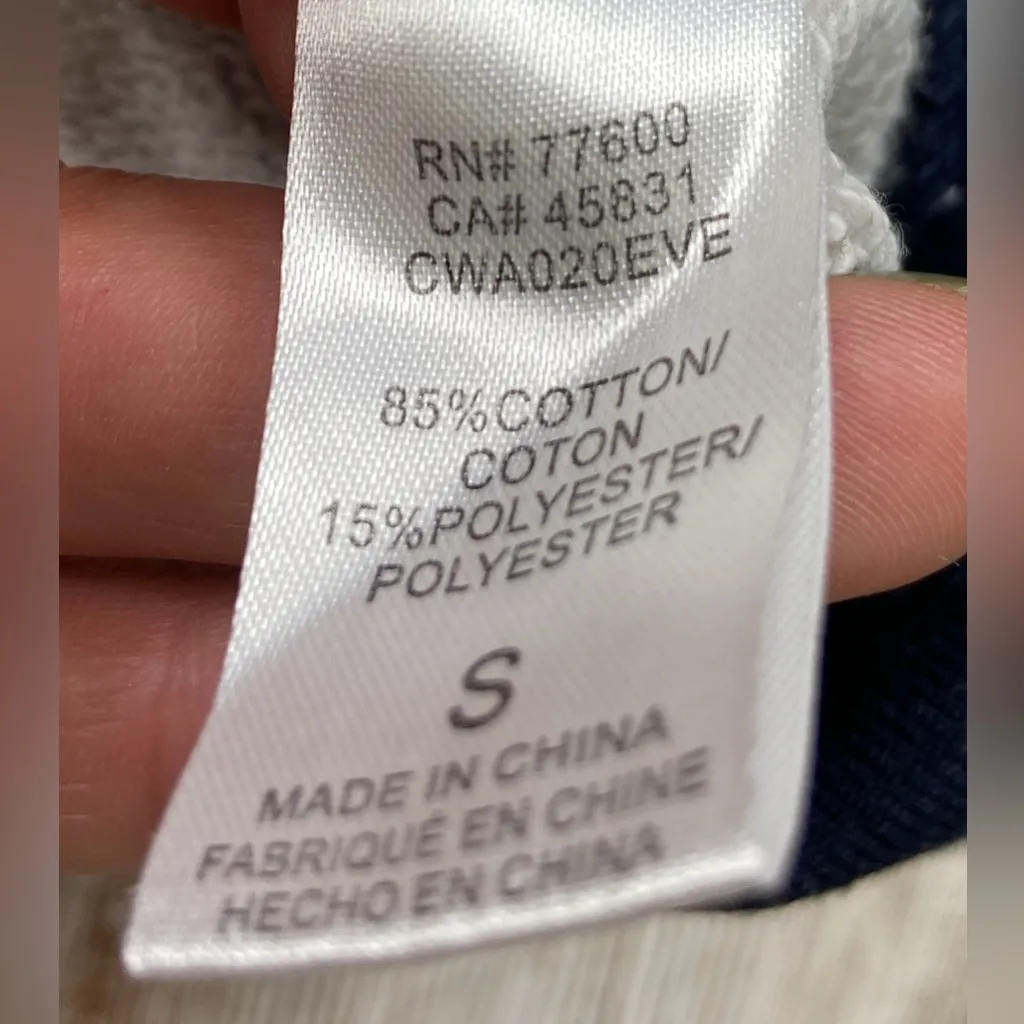 RN# 77600
CA# 45831
CWA020EVE
85%COTTON/
COTON
15%POLYESTER/
POLYESTER
S
MADE IN CHINA
FABRIQUÉ EN CHINE
HECHO EN CHINA